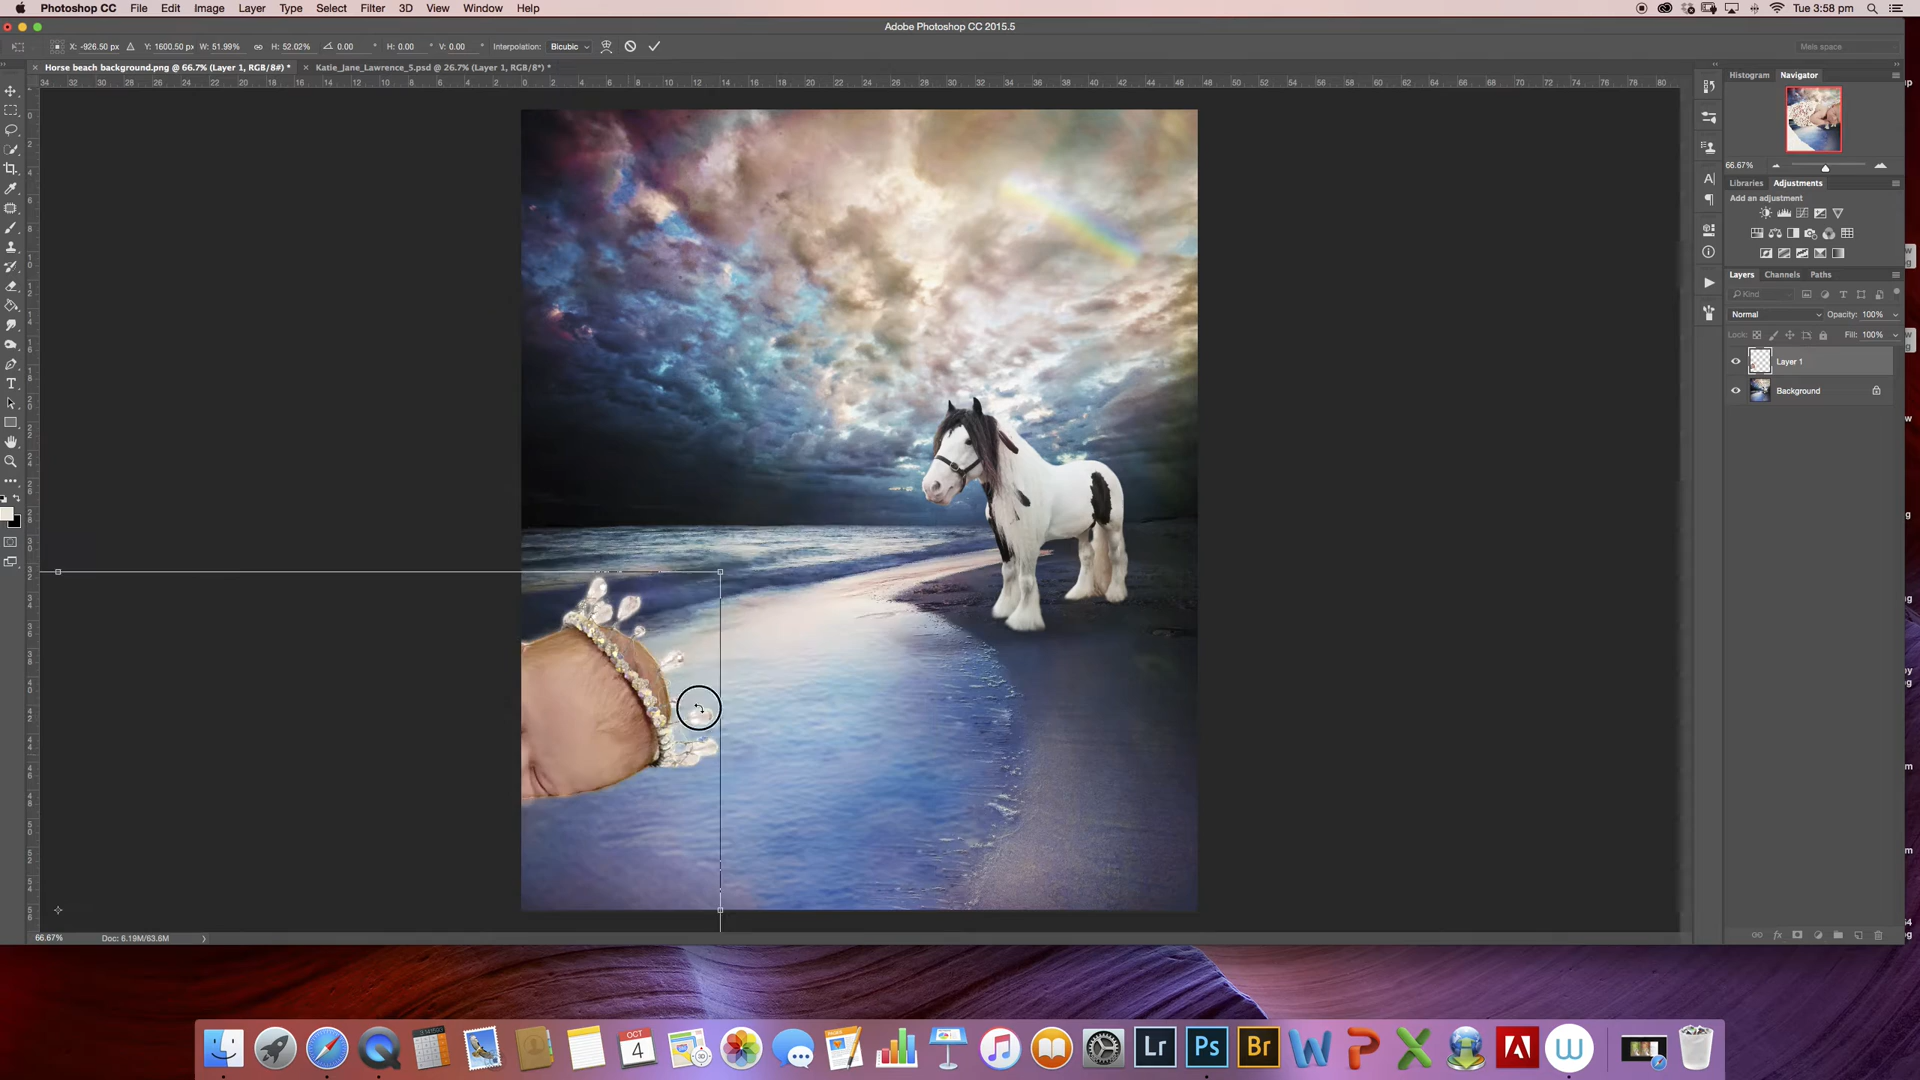 Photoshop CC File Edit Image Layer Type Select Filter 3D View Window Help Tue 3:58 pm
Adobe Photoshop CC 2015.5
X: -926.50 px Y: 1600.50 px W: 51.99% H: 52.02% 0.00 ° H: 0.00 ° V: 0.00 ° Interpolation: Bicubic Mels space
Horse beach background.png @ 66.7% (Layer 1, RGB/8#) * Katie_Jane_Lawrence_5.psd @ 26.7% (Layer 1, RGB/8*) *
Histogram Navigator
66.67%
Libraries Adjustments
Add an adjustment
Layers Channels Paths
Kind
Normal Opacity: 100%
Lock: Fill: 100%
Layer 1
Background
66.67% Doc: 6.19M/63.6M
OCT
4
Lr Ps Br W P X W